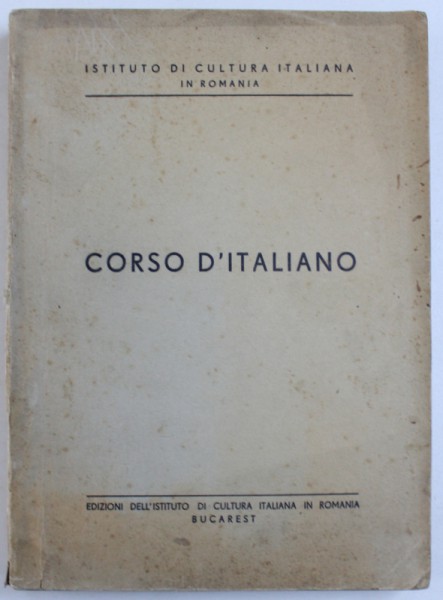 ISTITUTO DI CULTURA ITALIANA
IN ROMANIA
CORSO D'ITALIANO
EDIZIONI DELL'ISTITUTO DI CULTURA ITALIANA IN ROMANIA
BUCAREST